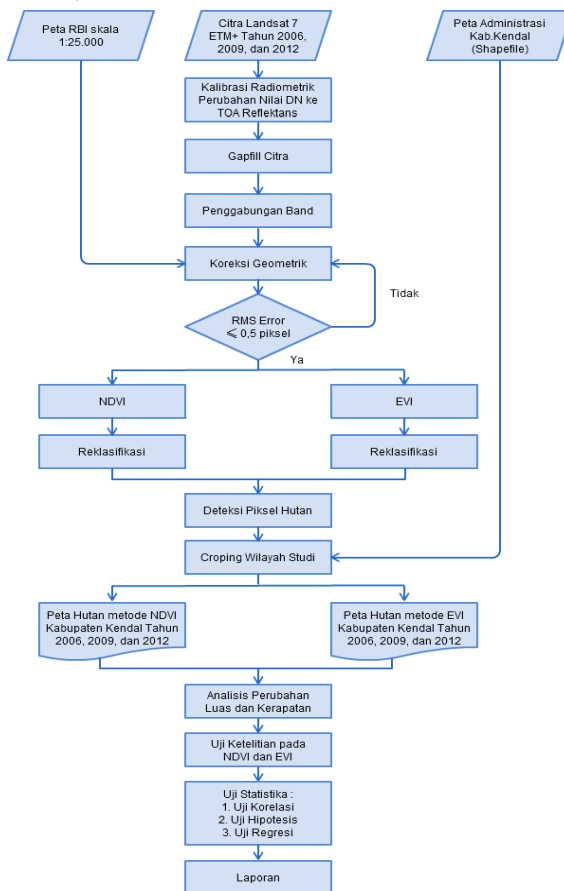 Peta RBI skala
1:25.000
Citra Landsat 7
ETM+ Tahun 2006,
2009, dan 2012
Peta Administrasi
Kab.Kendal
(Shapefile)
Kalibrasi Radiometrik
Perubahan Nilai DN ke
TOA Reflektans
Gapfill Citra
Penggabungan Band
Koreksi Geometrik
Tidak
RMS Error
≤ 0,5 piksel
Ya
NDVI
EVI
Reklasifikasi
Reklasifikasi
Deteksi Piksel Hutan
Croping Wilayah Studi
Peta Hutan metode NDVI
Kabupaten Kendal Tahun
2006, 2009, dan 2012
Peta Hutan metode EVI
Kabupaten Kendal Tahun
2006, 2009, dan 2012
Analisis Perubahan
Luas dan Kerapatan
Uji Ketelitian pada
NDVI dan EVI
Uji Statistika :
1. Uji Korelasi
2. Uji Hipotesis
3. Uji Regresi
Laporan